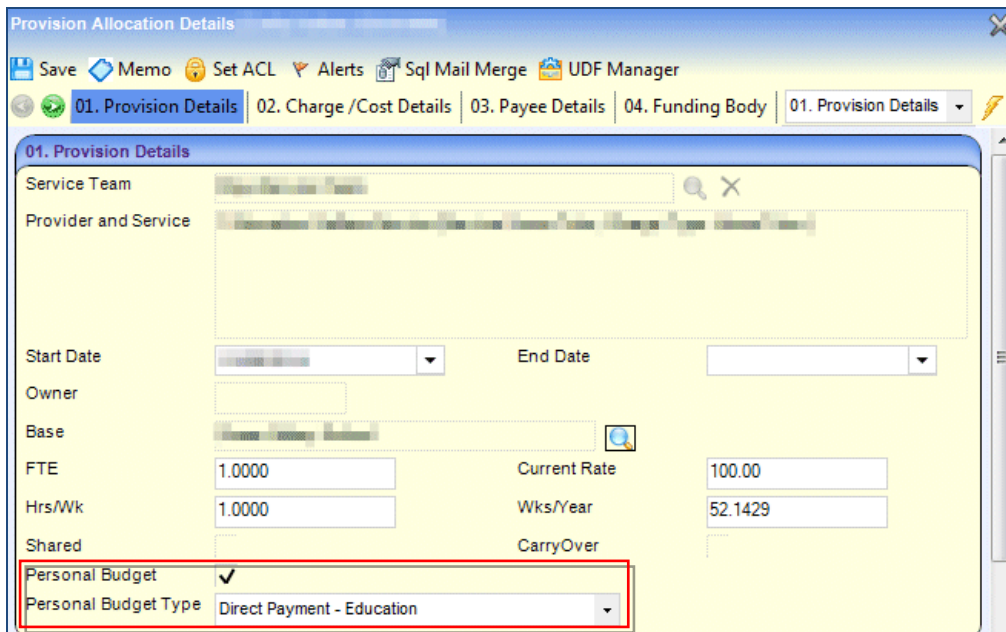 Provision Allocation Details
Save Memo Set ACL Alerts Sql Mail Merge UDF Manager
01. Provision Details 02. Charge /Cost Details 03. Payee Details 04. Funding Body 01. Provision Details
01. Provision Details
Service Team
Provider and Service
Start Date End Date
Owner
Base
FTE 1.0000 Current Rate 100.00
Hrs/Wk 1.0000 Wks/Year 52.1429
Shared CarryOver
Personal Budget
Personal Budget Type Direct Payment - Education